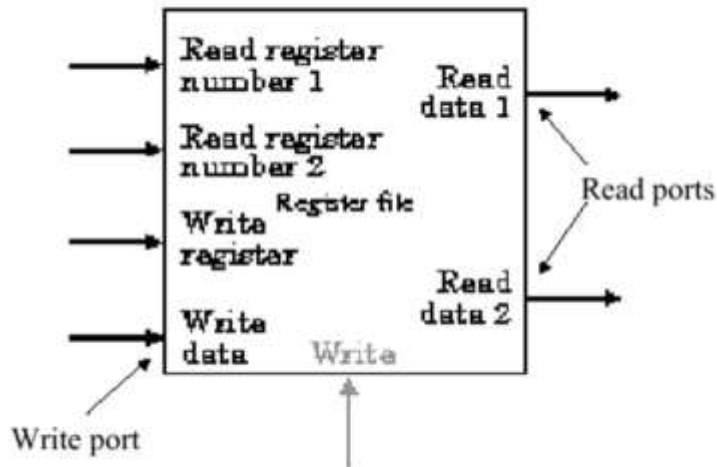 Read register
number 1
Read
data 1
Read register
number 2
Read ports
Register file
Write
register
Read
data 2
Write
data
Write
Write port